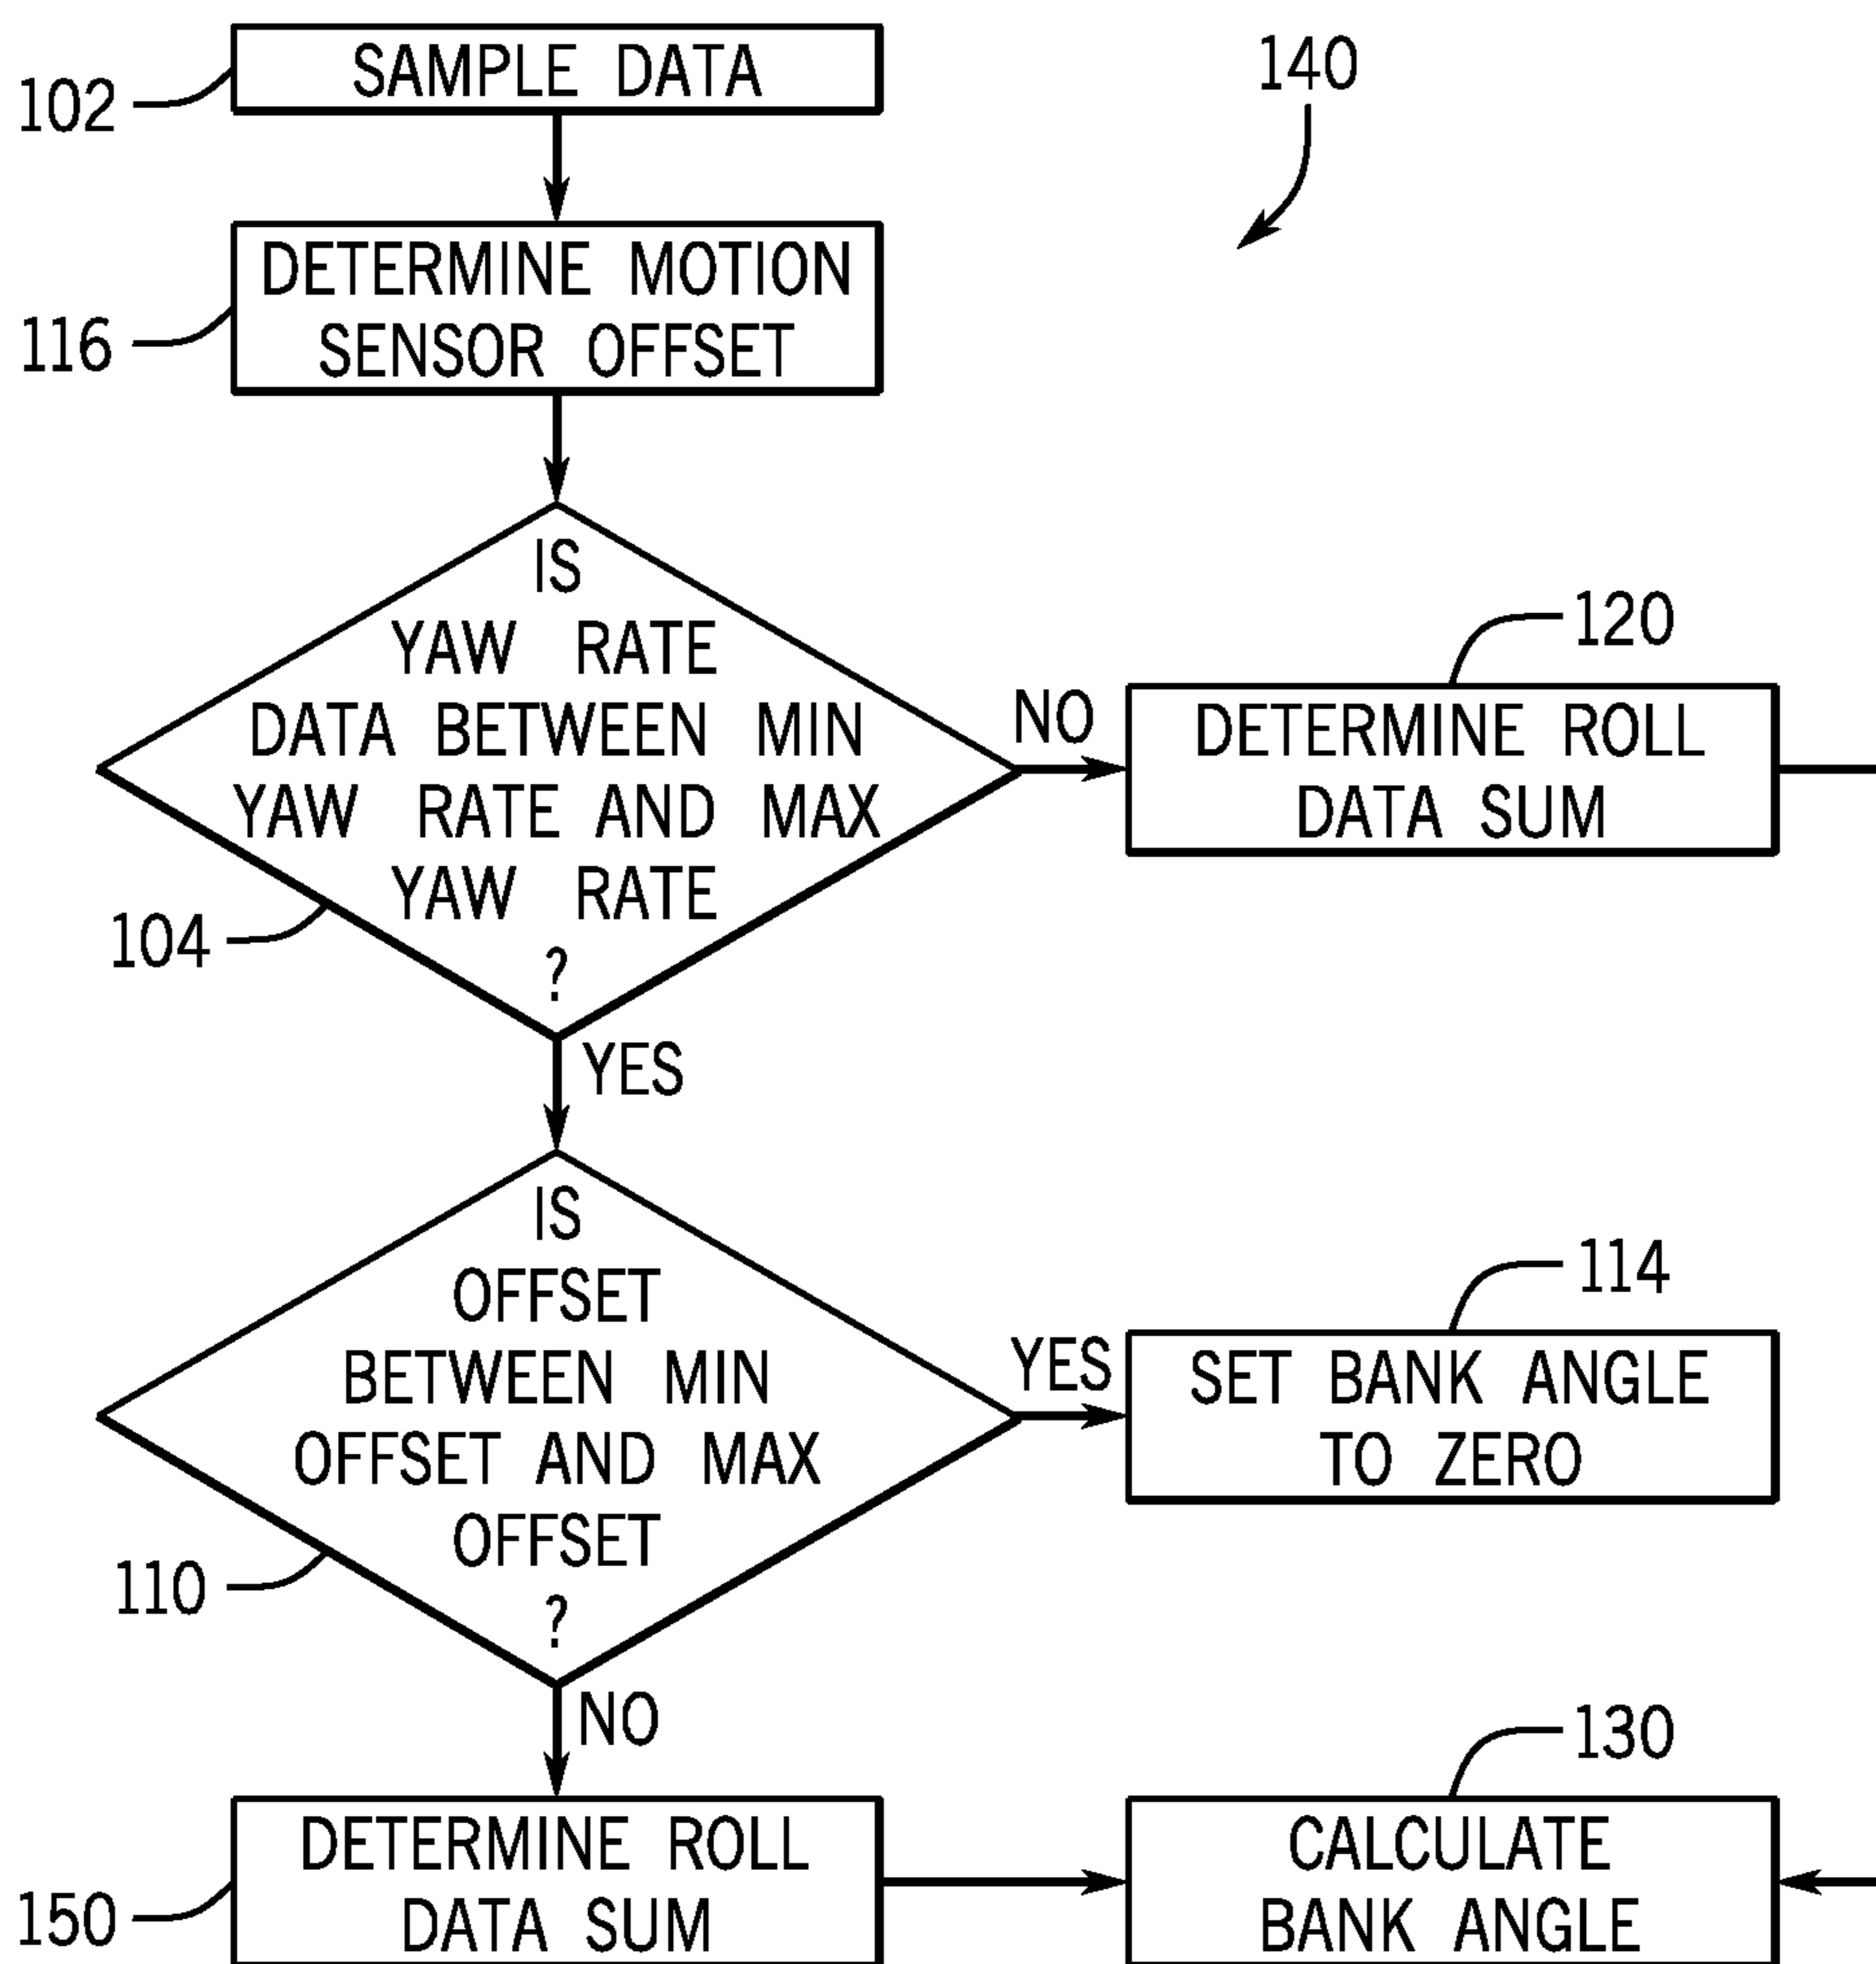 SAMPLE DATA
102
140
DETERMINE MOTION
SENSOR OFFSET
116
IS
YAW RATE
DATA BETWEEN MIN
YAW RATE AND MAX
YAW RATE
?
104
NO
120
DETERMINE ROLL
DATA SUM
YES
IS
OFFSET
BETWEEN MIN
OFFSET AND MAX
OFFSET
?
110
YES
114
SET BANK ANGLE
TO ZERO
NO
130
DETERMINE ROLL
DATA SUM
150
CALCULATE
BANK ANGLE